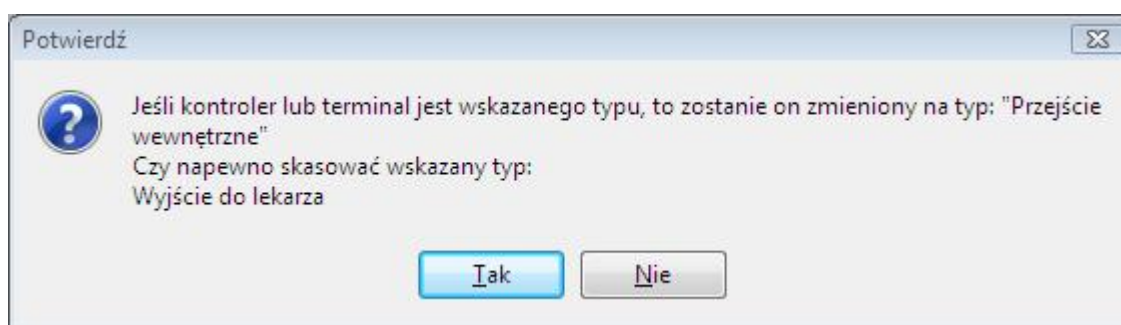 Potwierdź
Jeśli kontroler lub terminal jest wskazanego typu, to zostanie on zmieniony na typ: "Przejście
wewnętrzne"
Czy napewno skasować wskazany typ:
Wyjście do lekarza
Tak
Nie